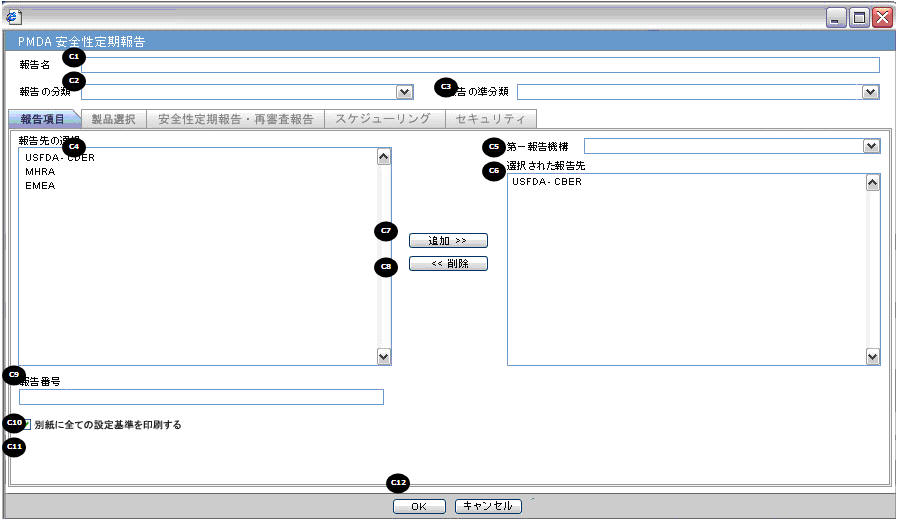 PMDA 安全性定期報告
C1
報告名
C2
報告の分類
C3
報告の準分類
報告項目 製品選択 安全性定期報告・再審査報告 スケジューリング セキュリティ
報告先の選択
C4
USFDA- CDER
MHRA
EMEA
C5 第一報告機構
C6 選択された報告先
USFDA- CBER
C7
追加 >>
C8
<< 削除
C9
報告番号
C10 別紙に全ての設定基準を印刷する
C11
C12
OK キャンセル